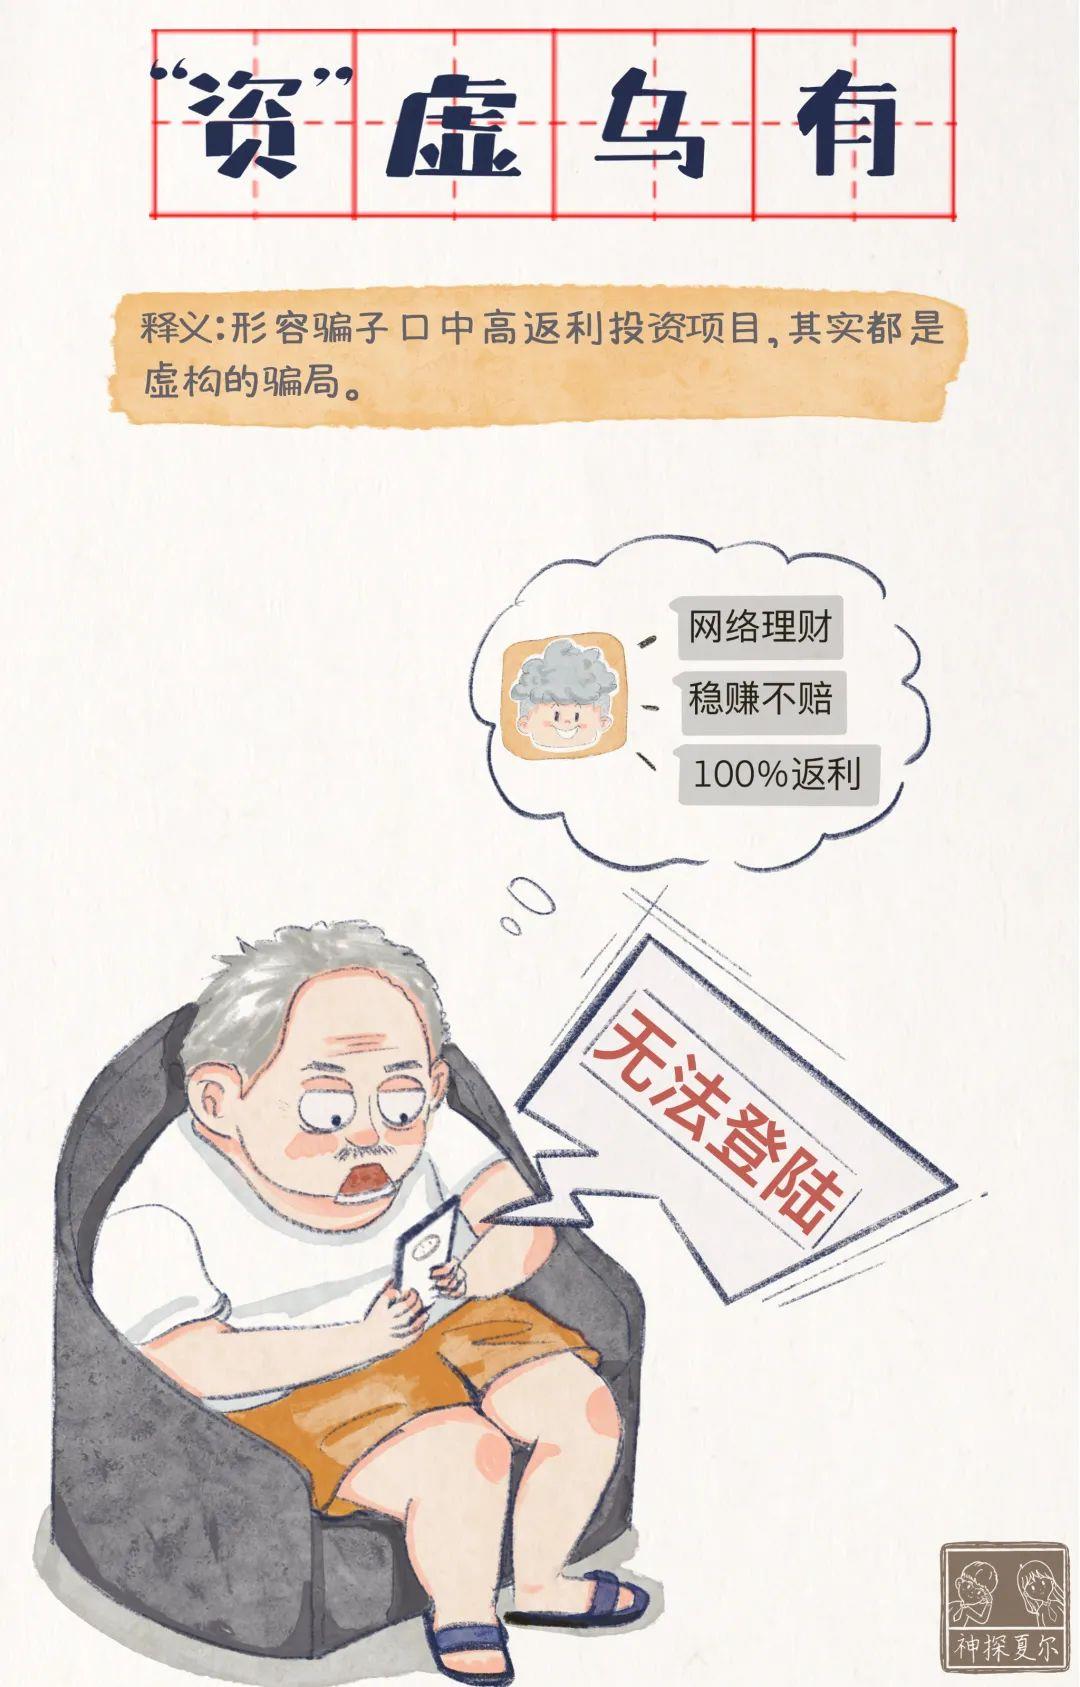 “资”虚乌有
释义:形容骗子口中高返利投资项目,其实都是
虚构的骗局。
网络理财
稳赚不赔
100%返利
无法登陆
神探夏尔